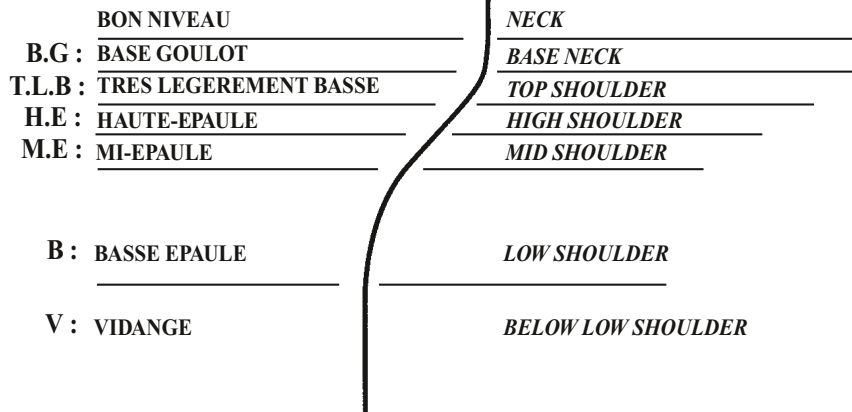 BON NIVEAU NECK
B.G : BASE GOULOT BASE NECK
T.L.B : TRES LEGEREMENT BASSE TOP SHOULDER
H.E : HAUTE-EPAULE HIGH SHOULDER
M.E : MI-EPAULE MID SHOULDER
B : BASSE EPAULE LOW SHOULDER
V : VIDANGE BELOW LOW SHOULDER